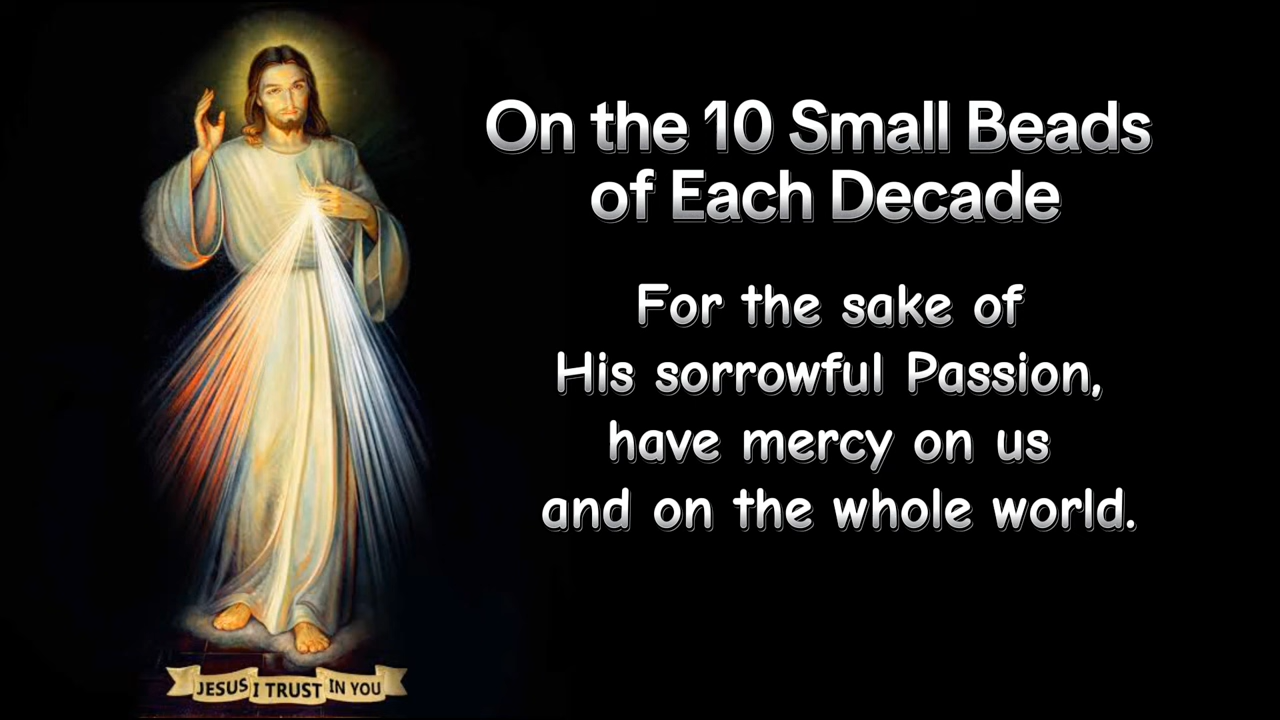 On the 10 Small Beads
of Each Decade
For the sake of
His sorrowful Passion,
have mercy on us
and on the whole world.
JESUS I TRUST IN YOU